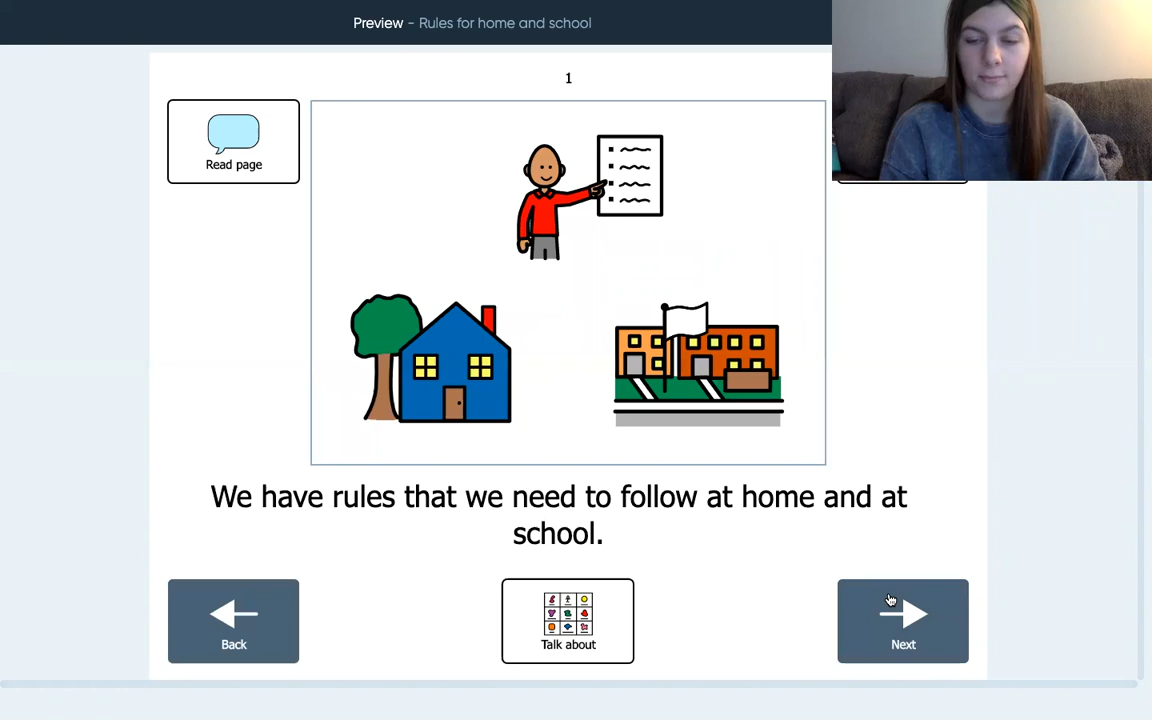 Preview - Rules for home and school
1
Read page
We have rules that we need to follow at home and at
school.
Back
Talk about
Next